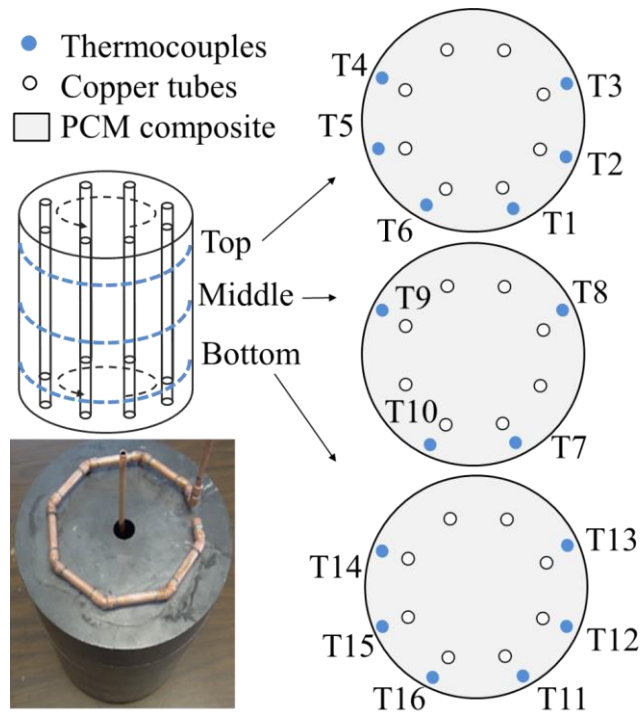 Thermocouples
Copper tubes
PCM composite
Top
Middle
Bottom
T4
T3
T5
T2
T6
T1
T9
T8
T10
T7
T14
T13
T15
T12
T16
T11